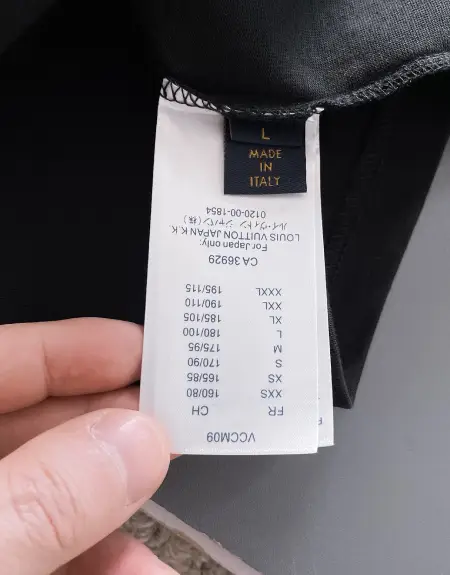 L
MADE
IN
ITALY
VCCM09
FR CH
XXS 160/80
XS 165/85
S 170/90
M 175/95
L 180/100
XL 185/105
XXL 190/110
XXXL 195/115
CA 36929
For Japan only:
LOUIS VUITTON JAPAN K.K.
ルイ・ヴィトン ジャパン(株)
0120-00-1854